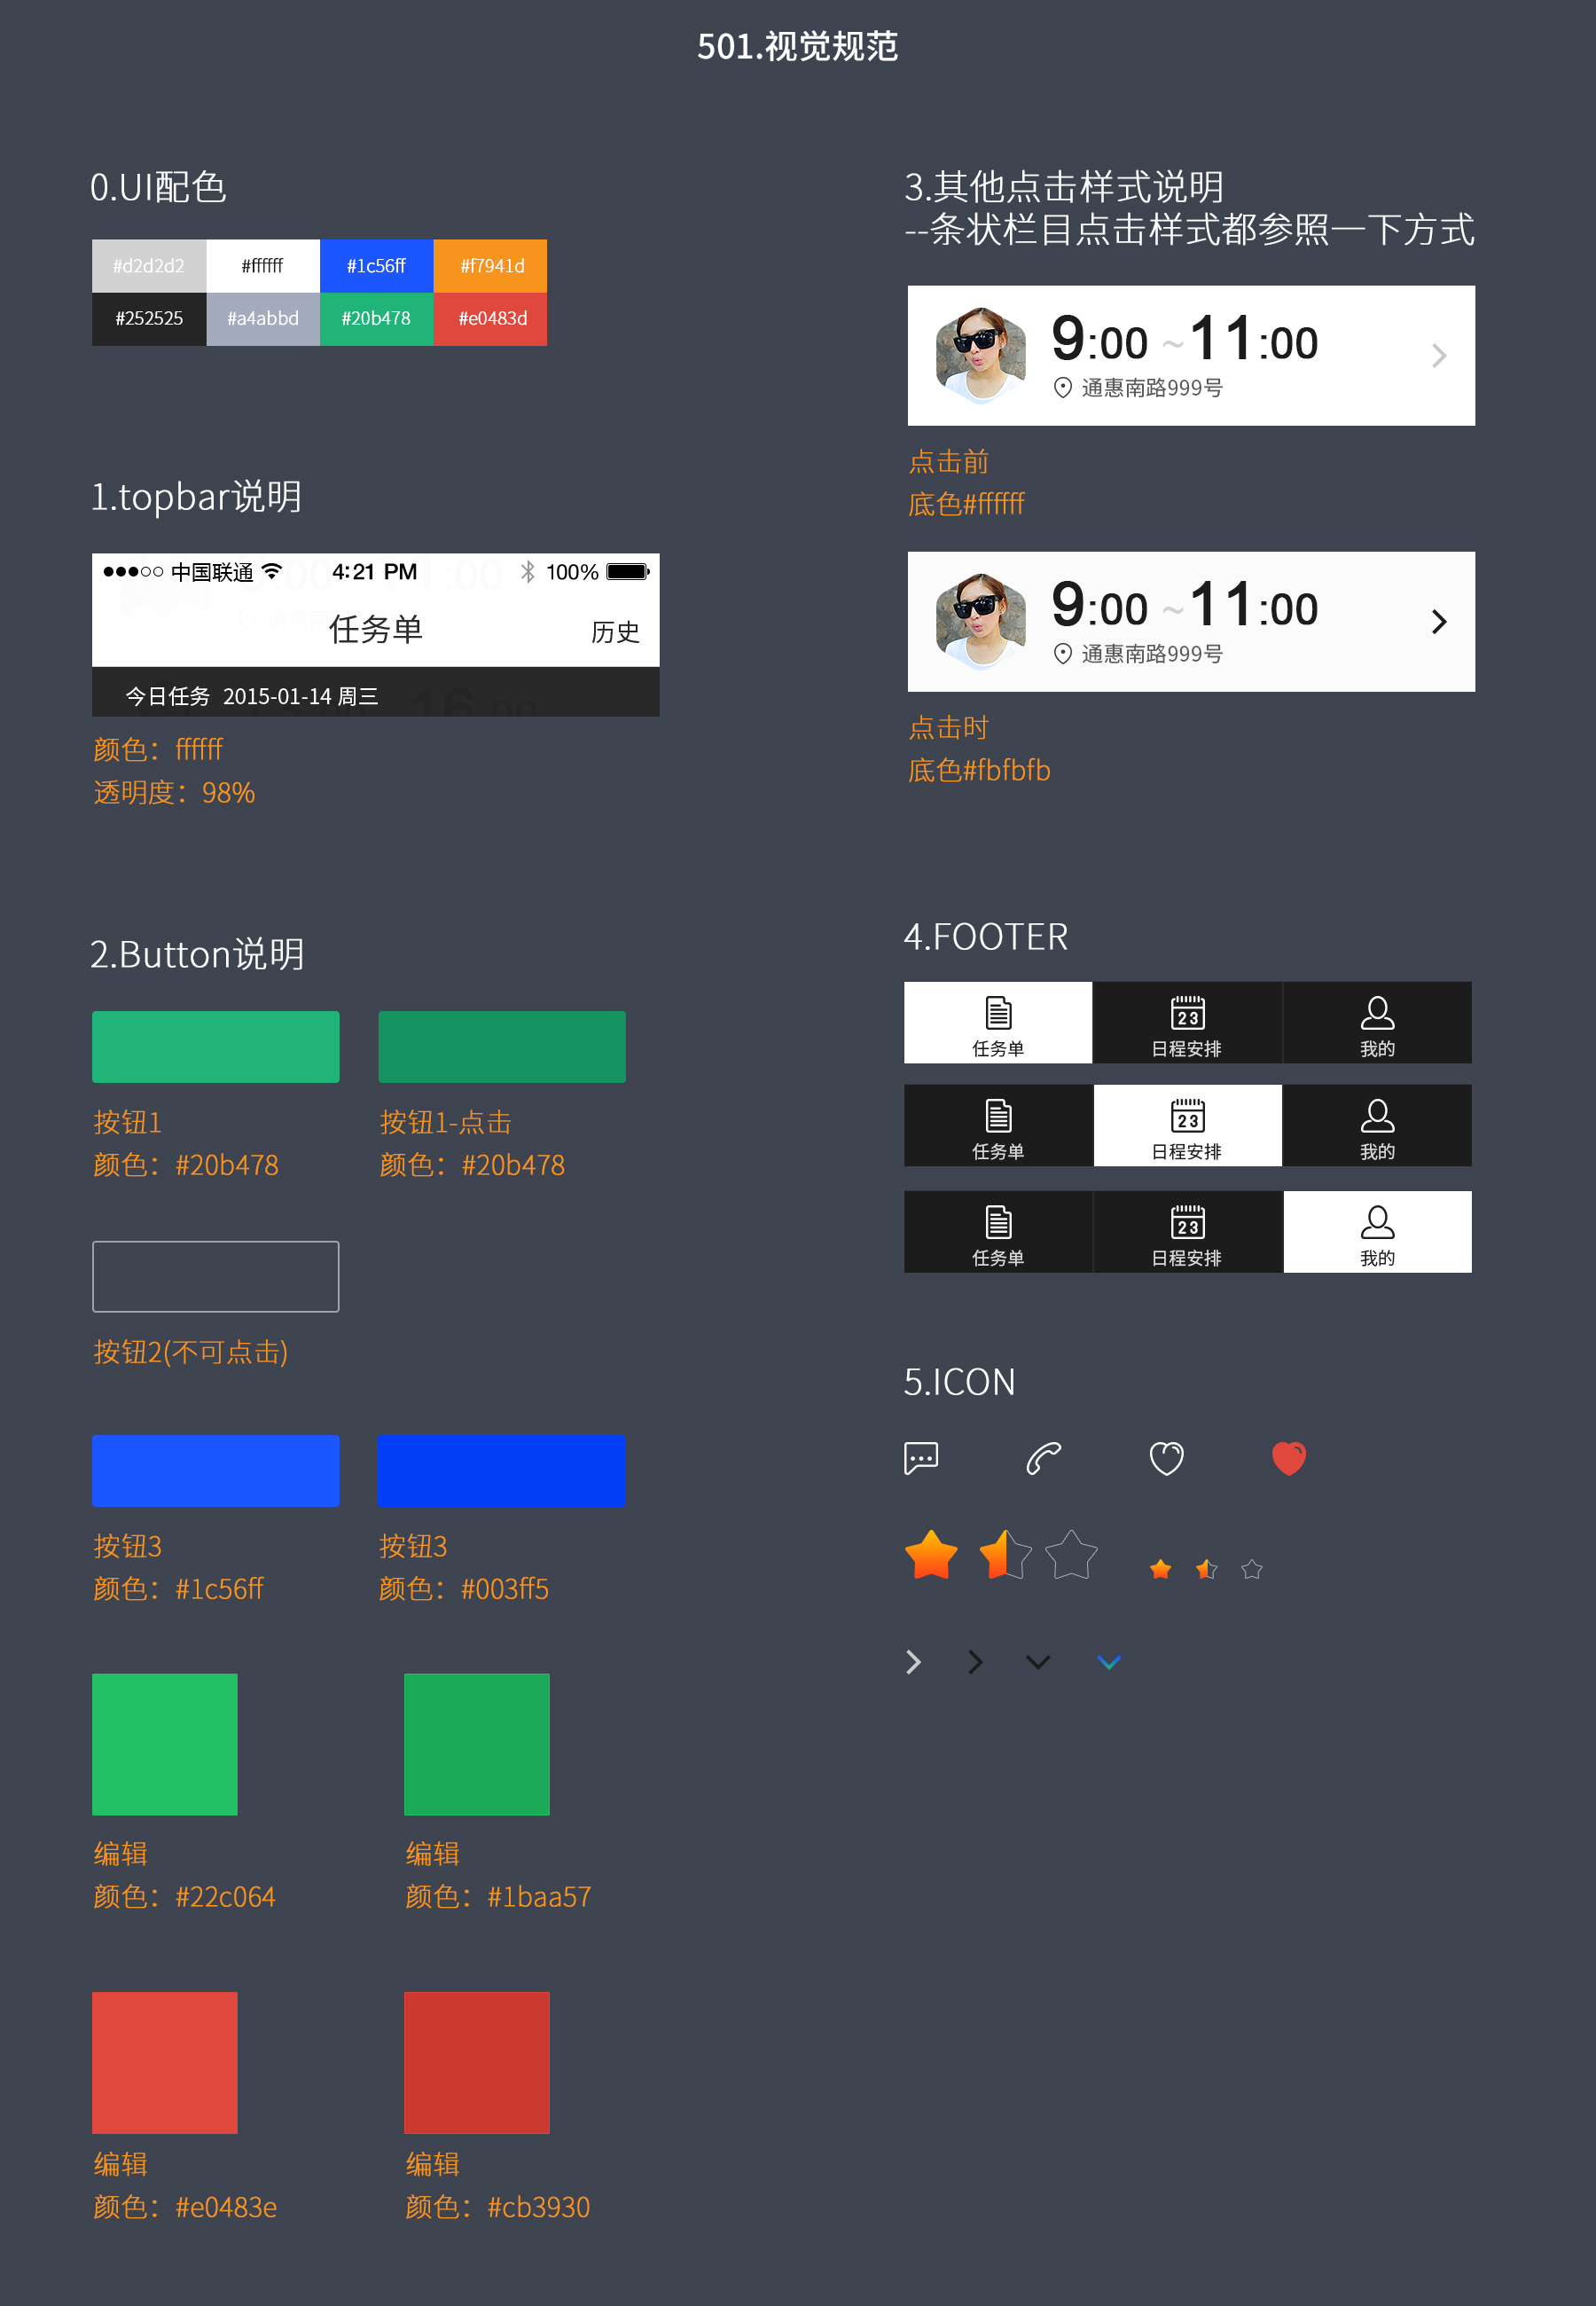 501.视觉规范
0.UI配色
#d2d2d2 #ffffff #1c56ff #f7941d
#252525 #a4abbd #20b478 #e0483d
1.topbar说明
中国联通 4:21 PM 100%
任务单 历史
今日任务 2015-01-14 周三
颜色：ffffff
透明度：98%
2.Button说明
按钮1 按钮1-点击
颜色：#20b478 颜色：#20b478
按钮2(不可点击)
按钮3 按钮3
颜色：#1c56ff 颜色：#003ff5
编辑 编辑
颜色：#22c064 颜色：#1baa57
编辑 编辑
颜色：#e0483e 颜色：#cb3930
3.其他点击样式说明
--条状栏目点击样式都参照一下方式
9:00 ~11:00
通惠南路999号
点击前
底色#ffffff
9:00 ~11:00
通惠南路999号
点击时
底色#fbfbfb
4.FOOTER
23
任务单 日程安排 我的
23
任务单 日程安排 我的
23
任务单 日程安排 我的
5.ICON